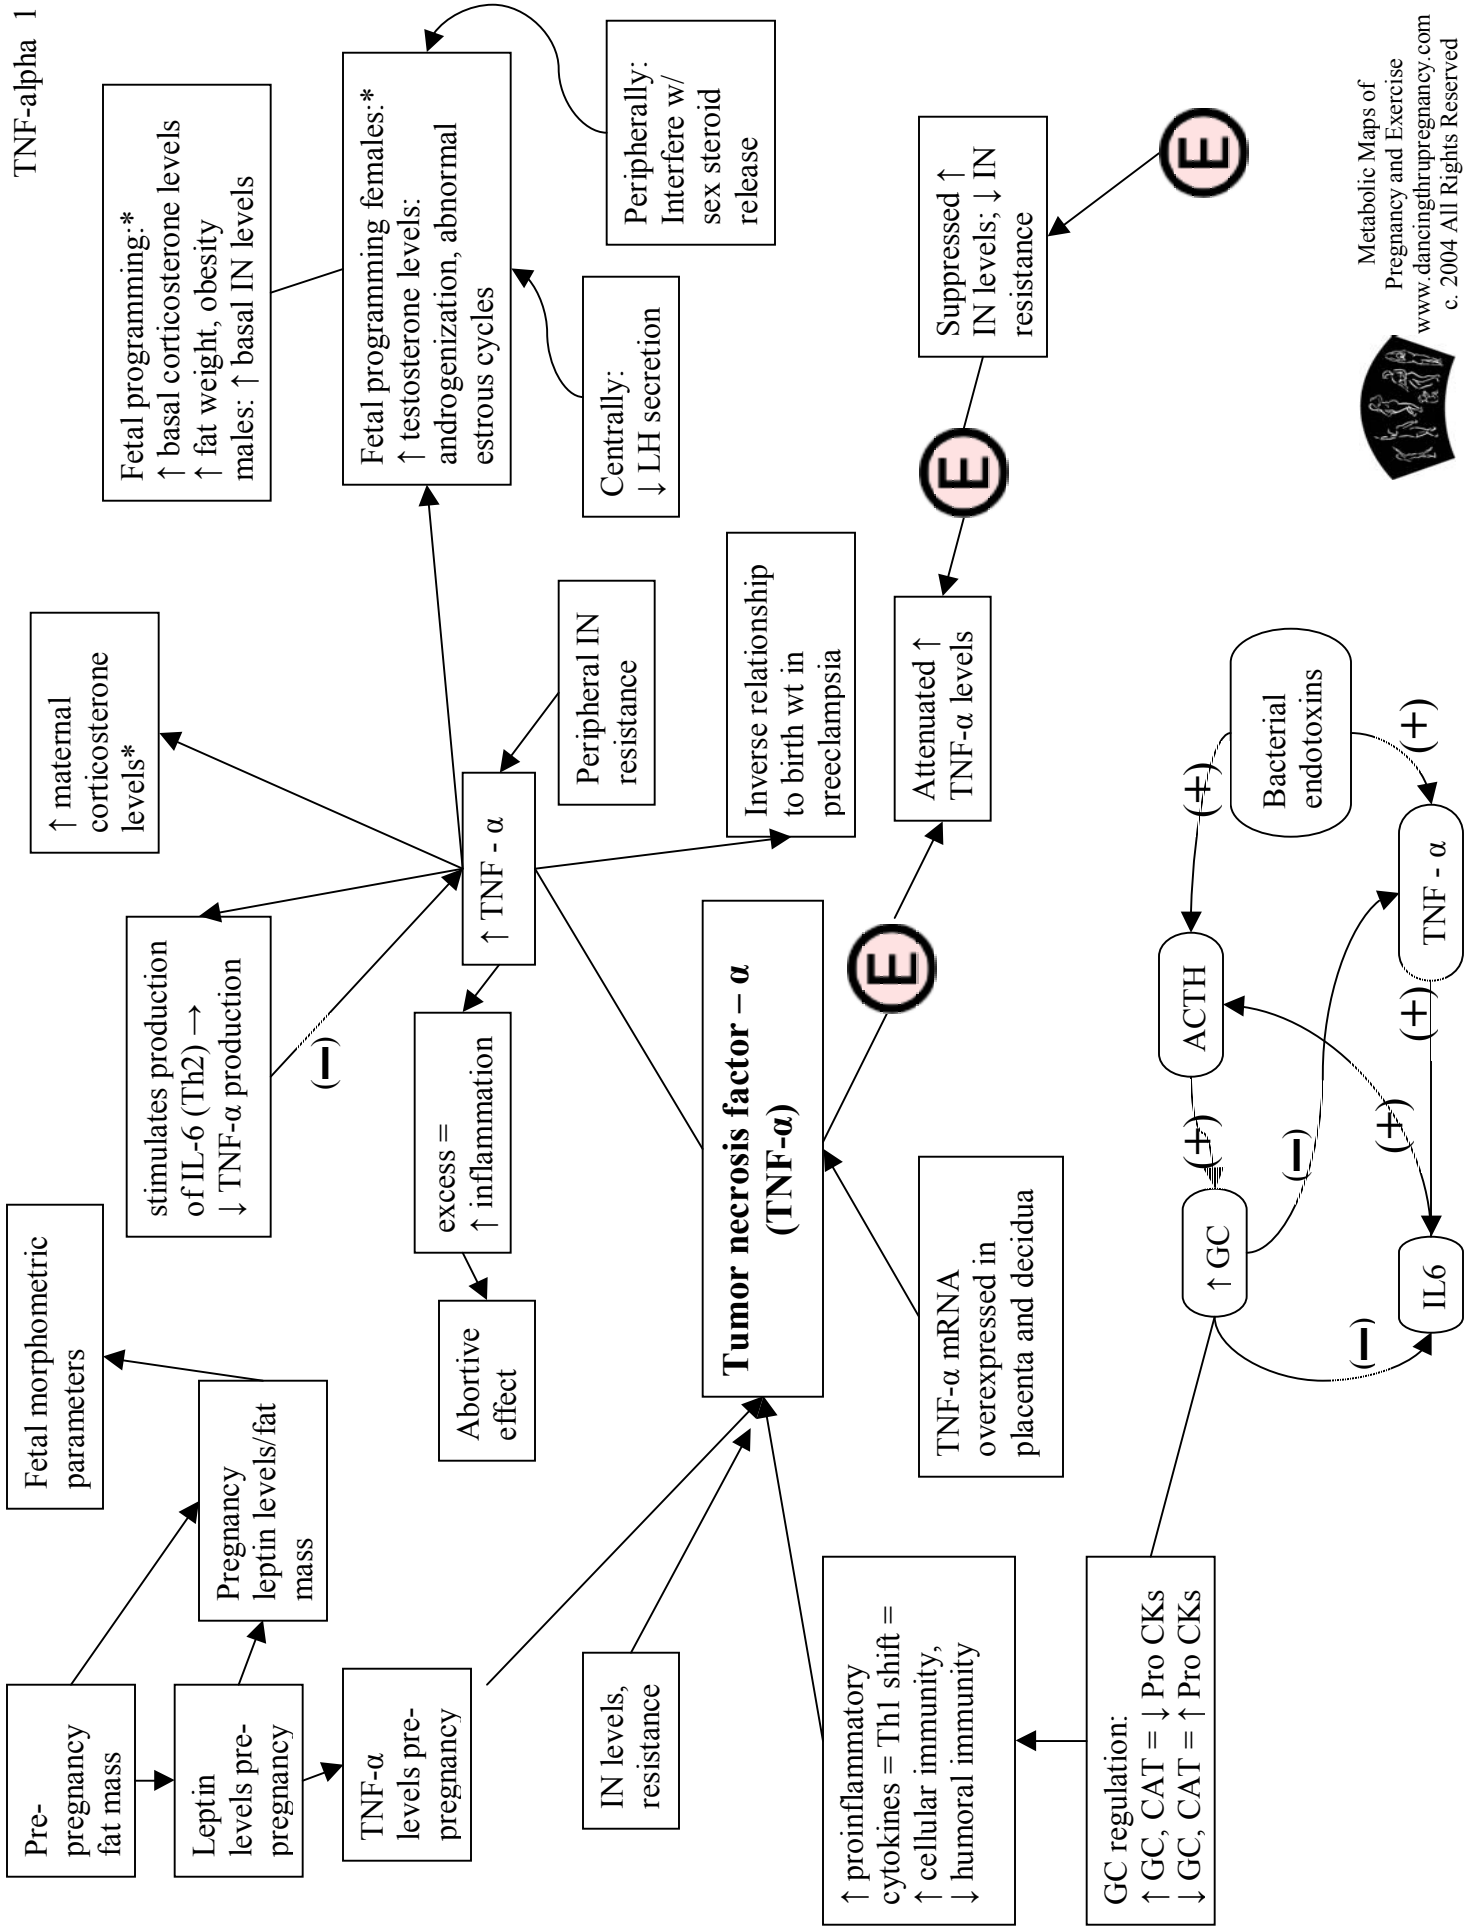 TNF-alpha 1
Pre-
pregnancy
fat mass
Fetal morphometric
parameters
↑ maternal
corticosterone
levels*
Fetal programming:*
↑ basal corticosterone levels
↑ fat weight, obesity
males: ↑ basal IN levels
Leptin
levels pre-
pregnancy
Pregnancy
leptin levels/fat
mass
stimulates production
of IL-6 (Th2) →
↓ TNF-α production
(–)
TNF-α
levels pre-
pregnancy
Abortive
effect
excess =
↑ inflammation
↑ TNF - α
Fetal programming females:*
↑ testosterone levels:
androgenization, abnormal
estrous cycles
Peripheral IN
resistance
Centrally:
↓ LH secretion
Peripherally:
Interfere w/
sex steroid
release
IN levels,
resistance
Tumor necrosis factor – α
(TNF-α)
Inverse relationship
to birth wt in
preeclampsia
↑ proinflammatory
cytokines = Th1 shift =
↑ cellular immunity,
↓ humoral immunity
TNF-α mRNA
overexpressed in
placenta and decidua
E
Attenuated ↑
TNF-α levels
E
Suppressed ↑
IN levels; ↓ IN
resistance
E
GC regulation:
↑ GC, CAT = ↓ Pro CKs
↓ GC, CAT = ↑ Pro CKs
↑ GC
(+)
ACTH
(+)
Bacterial
endotoxins
(–)
(–)
(+)
(+)
(+)
IL6
TNF - α
Metabolic Maps of
Pregnancy and Exercise
www.dancingthrupregnancy.com
c. 2004 All Rights Reserved